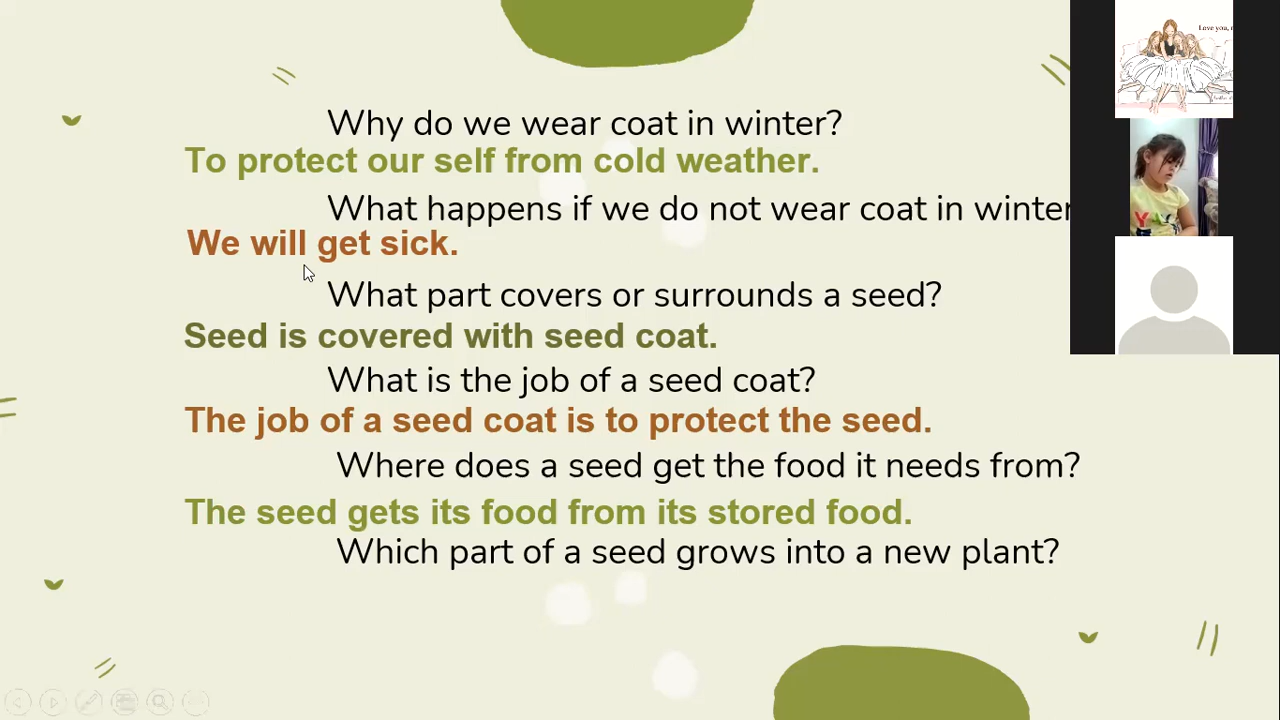 Why do we wear coat in winter?
To protect our self from cold weather.
What happens if we do not wear coat in winter
We will get sick.
What part covers or surrounds a seed?
Seed is covered with seed coat.
What is the job of a seed coat?
The job of a seed coat is to protect the seed.
Where does a seed get the food it needs from?
The seed gets its food from its stored food.
Which part of a seed grows into a new plant?
Love you,